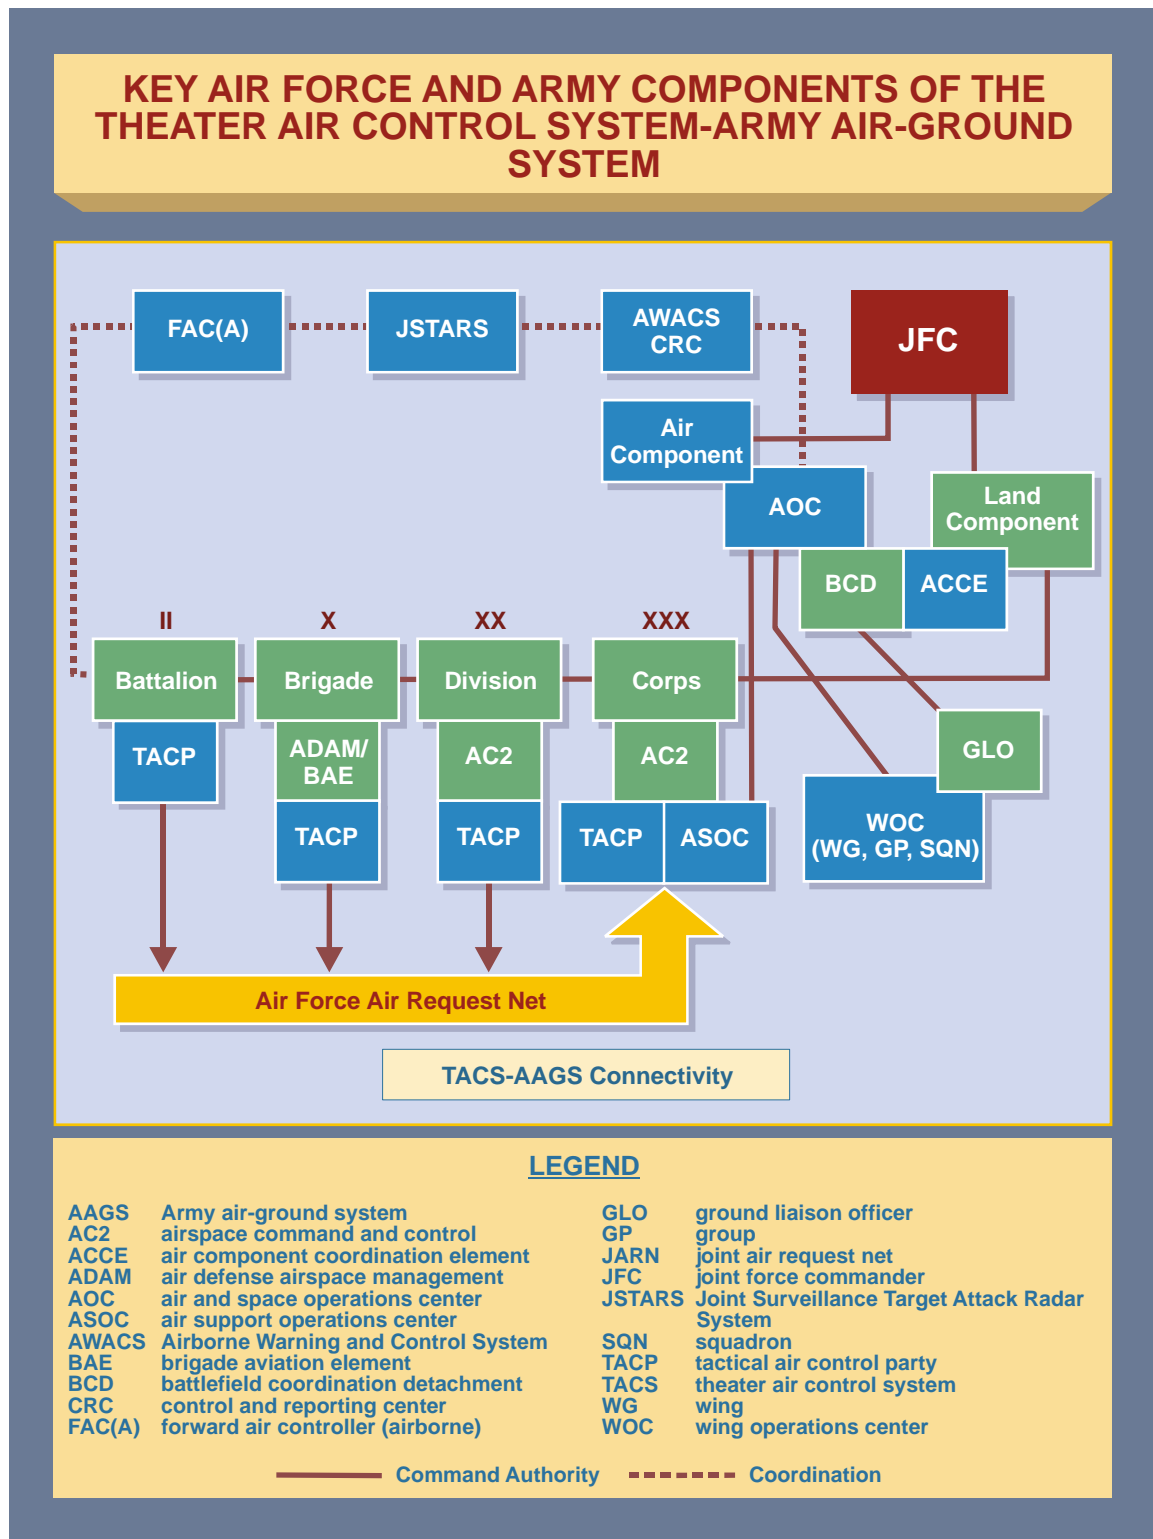 KEY AIR FORCE AND ARMY COMPONENTS OF THE
THEATER AIR CONTROL SYSTEM-ARMY AIR-GROUND
SYSTEM
FAC(A)
JSTARS
AWACS
CRC
JFC
Air
Component
AOC
Land
Component
BCD
ACCE
II
X
XX
XXX
Battalion
Brigade
Division
Corps
TACP
ADAM/
BAE
AC2
AC2
GLO
TACP
TACP
TACP
ASOC
WOC
(WG, GP, SQN)
Air Force Air Request Net
TACS-AAGS Connectivity
LEGEND
AAGS Army air-ground system
AC2 airspace command and control
ACCE air component coordination element
ADAM air defense airspace management
AOC air and space operations center
ASOC air support operations center
AWACS Airborne Warning and Control System
BAE brigade aviation element
BCD battlefield coordination detachment
CRC control and reporting center
FAC(A) forward air controller (airborne)
GLO ground liaison officer
GP group
JARN joint air request net
JFC joint force commander
JSTARS Joint Surveillance Target Attack Radar
System
SQN squadron
TACP tactical air control party
TACS theater air control system
WG wing
WOC wing operations center
Command Authority
Coordination